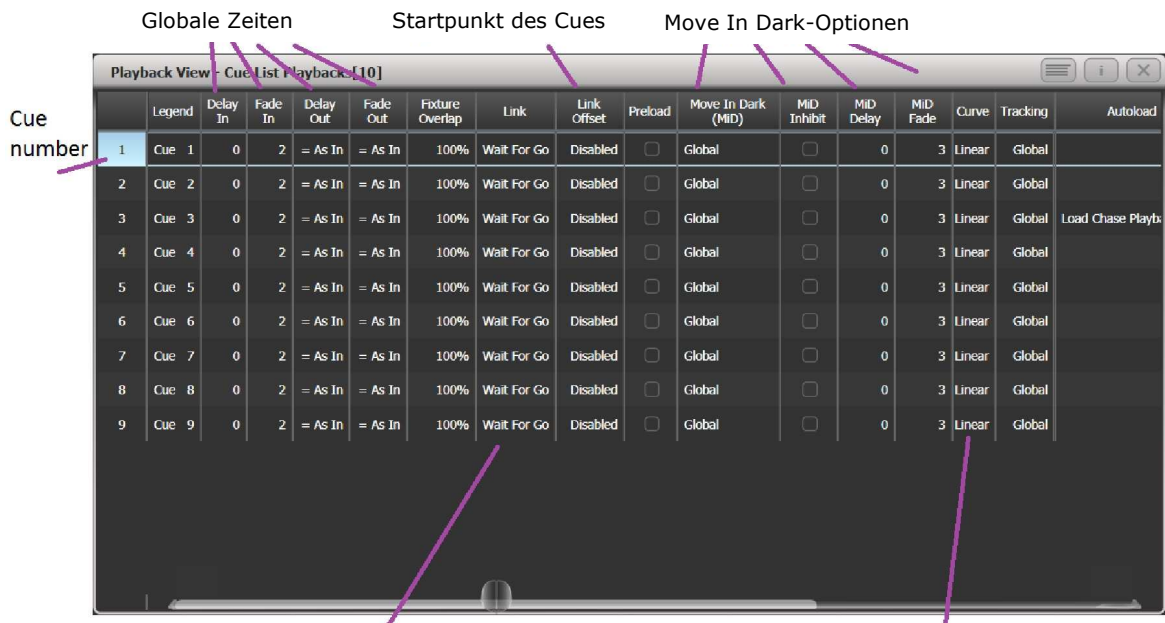 Globale Zeiten Startpunkt des Cues Move In Dark-Optionen
Playback View - Cue List Playbacks [10]
Cue
number
Legend Delay In Fade In Delay Out Fade Out Fixture Overlap Link Link Offset Preload Move In Dark (MiD) MiD Inhibit MiD Delay MiD Fade Curve Tracking Autoload
1 Cue 1 0 2 = As In = As In 100% Wait For Go Disabled Global 0 3 Linear Global
2 Cue 2 0 2 = As In = As In 100% Wait For Go Disabled Global 0 3 Linear Global
3 Cue 3 0 2 = As In = As In 100% Wait For Go Disabled Global 0 3 Linear Global Load Chase Playba
4 Cue 4 0 2 = As In = As In 100% Wait For Go Disabled Global 0 3 Linear Global
5 Cue 5 0 2 = As In = As In 100% Wait For Go Disabled Global 0 3 Linear Global
6 Cue 6 0 2 = As In = As In 100% Wait For Go Disabled Global 0 3 Linear Global
7 Cue 7 0 2 = As In = As In 100% Wait For Go Disabled Global 0 3 Linear Global
8 Cue 8 0 2 = As In = As In 100% Wait For Go Disabled Global 0 3 Linear Global
9 Cue 9 0 2 = As In = As In 100% Wait For Go Disabled Global 0 3 Linear Global